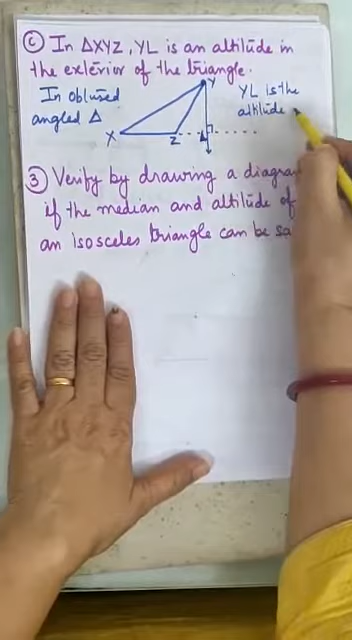 (C) In ΔXYZ, YL is an altitude in
the exterior of the triangle.
In obtused
angled Δ
YL is the
altitude
Y
X
Z
L
(3) Verify by drawing a diagram
if the median and altitude of
an isosceles triangle can be